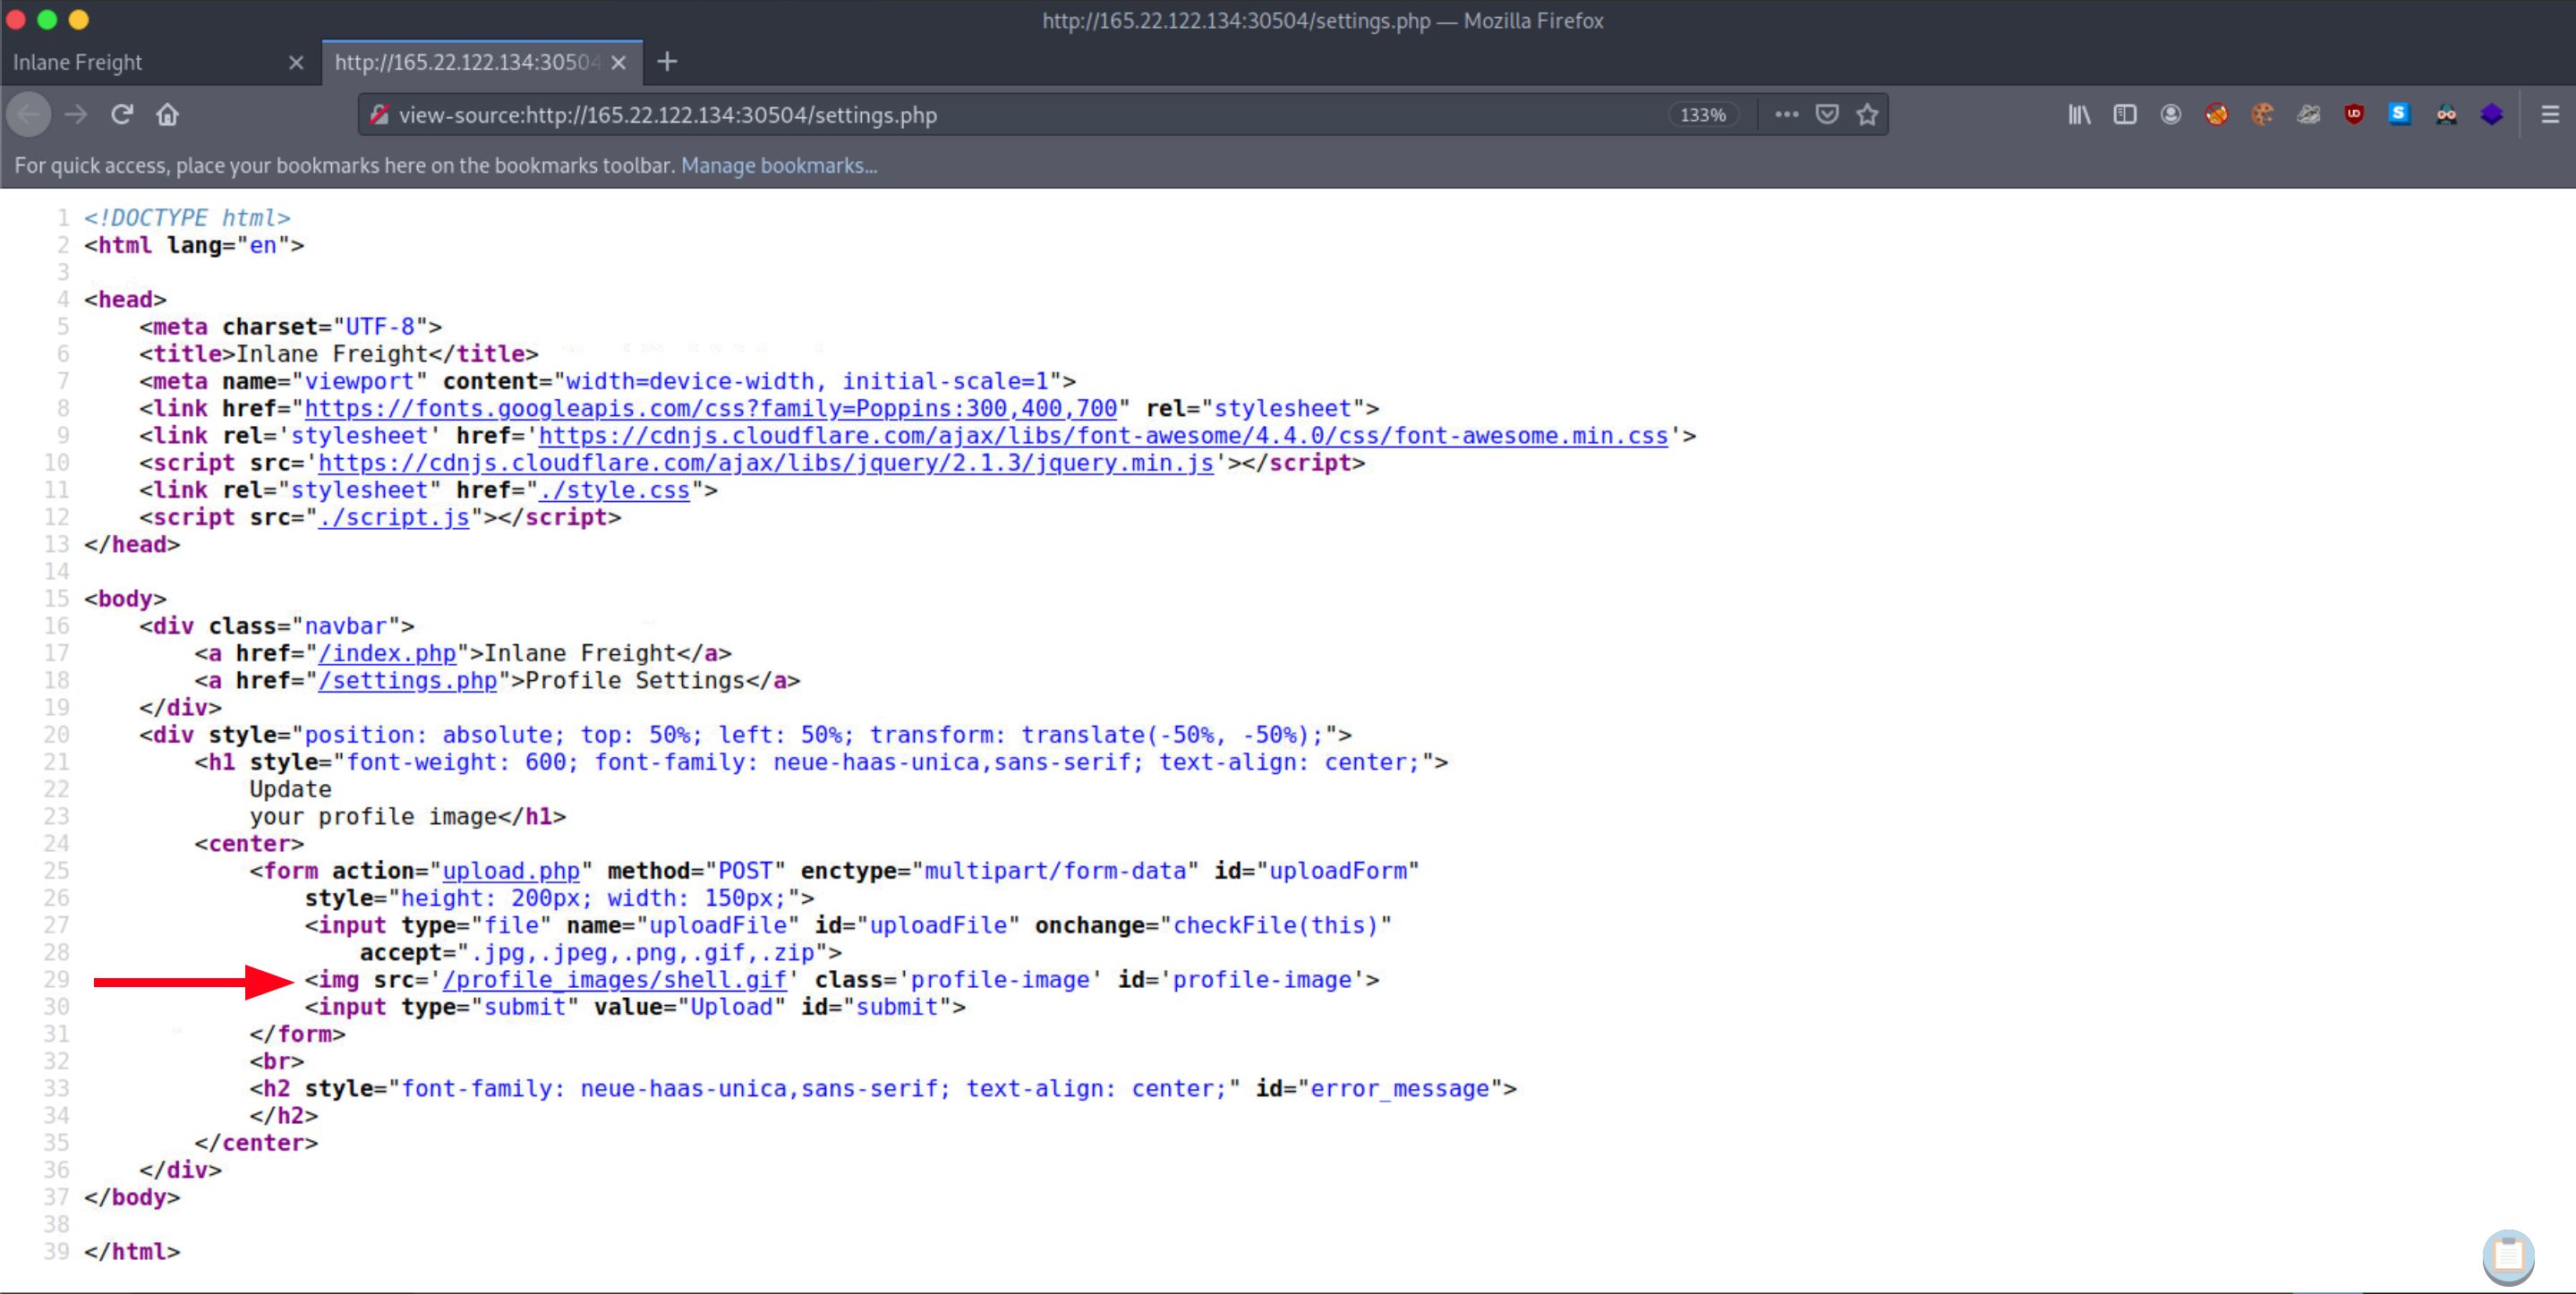 http://165.22.122.134:30504/settings.php — Mozilla Firefox
Inlane Freight
http://165.22.122.134:30504
view-source:http://165.22.122.134:30504/settings.php
133%
For quick access, place your bookmarks here on the bookmarks toolbar. Manage bookmarks...
1 <!DOCTYPE html>
2 <html lang="en">
3
4 <head>
5 <meta charset="UTF-8">
6 <title>Inlane Freight</title>
7 <meta name="viewport" content="width=device-width, initial-scale=1">
8 <link href="https://fonts.googleapis.com/css?family=Poppins:300,400,700" rel="stylesheet">
9 <link rel='stylesheet' href='https://cdnjs.cloudflare.com/ajax/libs/font-awesome/4.4.0/css/font-awesome.min.css'>
10 <script src='https://cdnjs.cloudflare.com/ajax/libs/jquery/2.1.3/jquery.min.js'></script>
11 <link rel="stylesheet" href="./style.css">
12 <script src="./script.js"></script>
13 </head>
14
15 <body>
16 <div class="navbar">
17 <a href="/index.php">Inlane Freight</a>
18 <a href="/settings.php">Profile Settings</a>
19 </div>
20 <div style="position: absolute; top: 50%; left: 50%; transform: translate(-50%, -50%);">
21 <h1 style="font-weight: 600; font-family: neue-haas-unica,sans-serif; text-align: center;">
22 Update
23 your profile image</h1>
24 <center>
25 <form action="upload.php" method="POST" enctype="multipart/form-data" id="uploadForm"
26 style="height: 200px; width: 150px;">
27 <input type="file" name="uploadFile" id="uploadFile" onchange="checkFile(this)"
28 accept=".jpg,.jpeg,.png,.gif,.zip">
29 <img src='/profile_images/shell.gif' class='profile-image' id='profile-image'>
30 <input type="submit" value="Upload" id="submit">
31 </form>
32 <br>
33 <h2 style="font-family: neue-haas-unica,sans-serif; text-align: center;" id="error_message">
34 </h2>
35 </center>
36 </div>
37 </body>
38
39 </html>